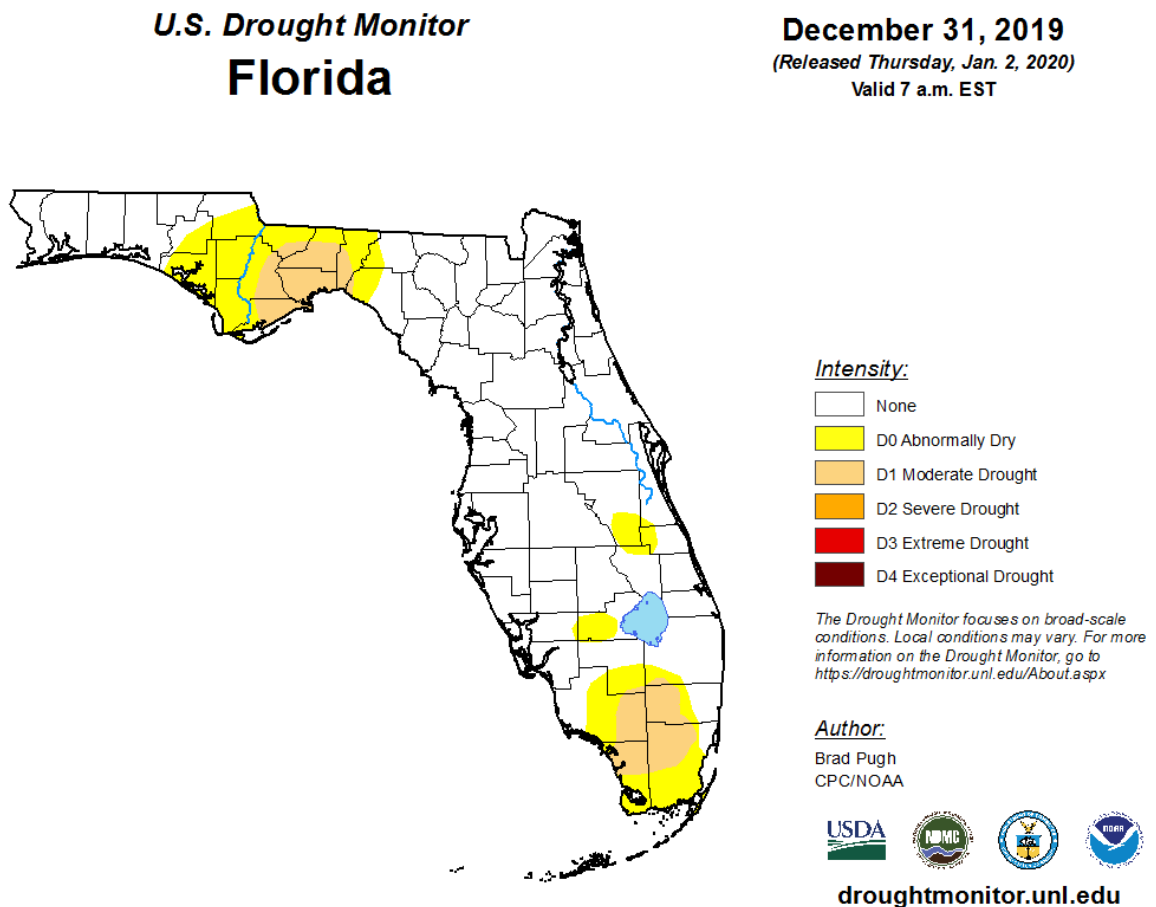 U.S. Drought Monitor
Florida
December 31, 2019
(Released Thursday, Jan. 2, 2020)
Valid 7 a.m. EST
Intensity:
None
D0 Abnormally Dry
D1 Moderate Drought
D2 Severe Drought
D3 Extreme Drought
D4 Exceptional Drought
The Drought Monitor focuses on broad-scale
conditions. Local conditions may vary. For more
information on the Drought Monitor, go to
https://droughtmonitor.unl.edu/About.aspx
Author:
Brad Pugh
CPC/NOAA
USDA
NDMC
NOAA
droughtmonitor.unl.edu